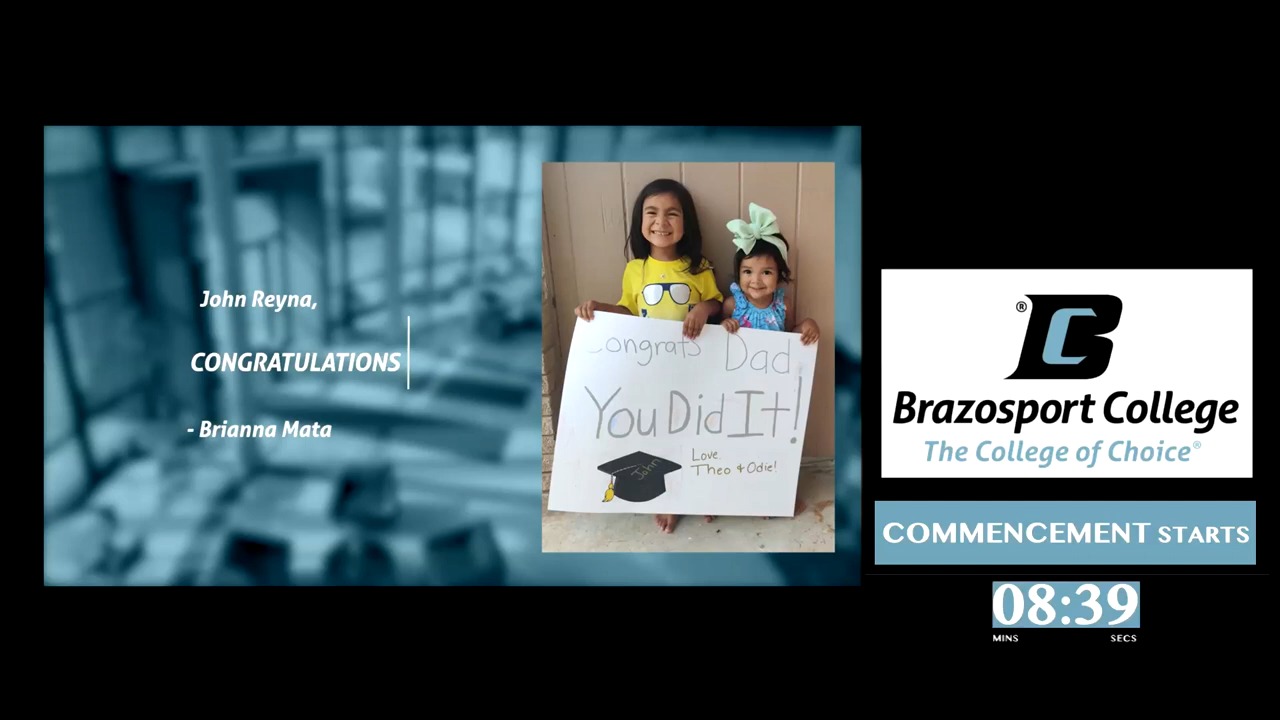 John Reyna,
CONGRATULATIONS
- Brianna Mata
Congrats Dad
You Did It!
Love,
Theo & Odie!
John
®
BC
Brazosport College
The College of Choice®
COMMENCEMENT STARTS
08:39
MINS SECS